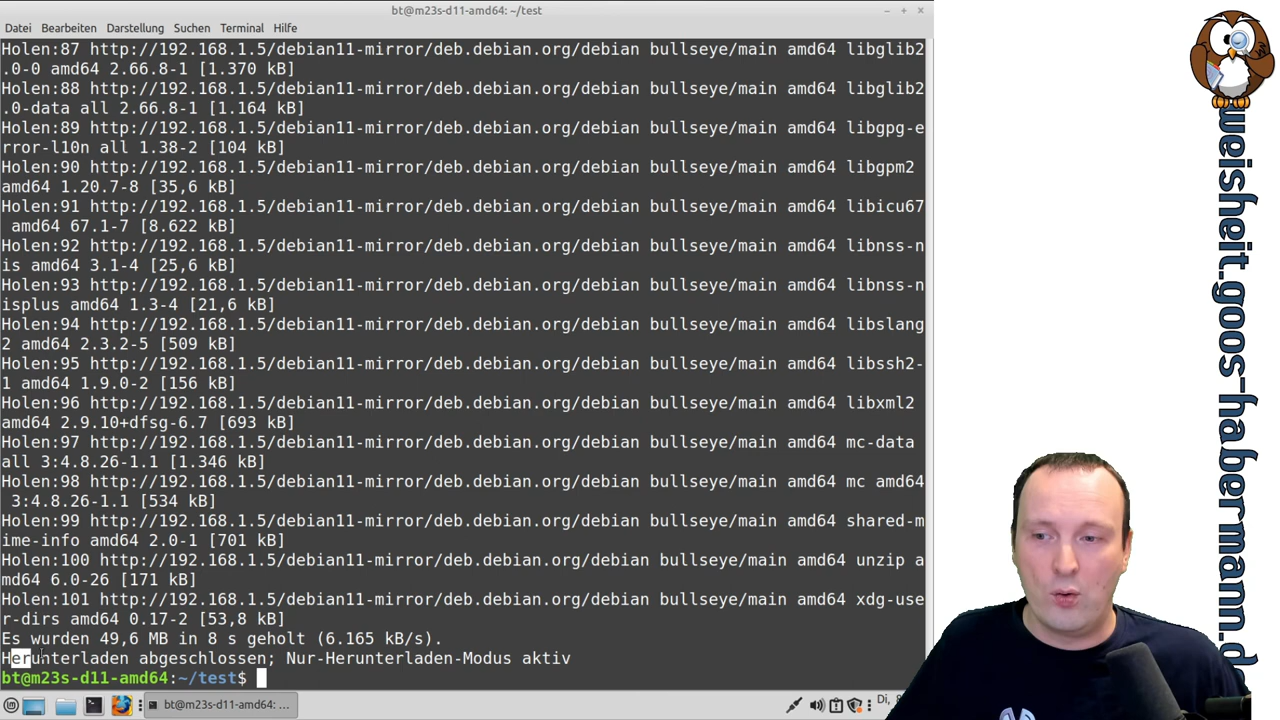 bt@m23s-d11-amd64: ~/test
Datei Bearbeiten Darstellung Suchen Terminal Hilfe
Holen:87 http://192.168.1.5/debian11-mirror/deb.debian.org/debian bullseye/main amd64 libglib2
.0-0 amd64 2.66.8-1 [1.370 kB]
Holen:88 http://192.168.1.5/debian11-mirror/deb.debian.org/debian bullseye/main amd64 libglib2
.0-data all 2.66.8-1 [1.164 kB]
Holen:89 http://192.168.1.5/debian11-mirror/deb.debian.org/debian bullseye/main amd64 libgpg-e
rror-l10n all 1.38-2 [104 kB]
Holen:90 http://192.168.1.5/debian11-mirror/deb.debian.org/debian bullseye/main amd64 libgpm2
amd64 1.20.7-8 [35,6 kB]
Holen:91 http://192.168.1.5/debian11-mirror/deb.debian.org/debian bullseye/main amd64 libicu67
amd64 67.1-7 [8.622 kB]
Holen:92 http://192.168.1.5/debian11-mirror/deb.debian.org/debian bullseye/main amd64 libnss-n
is amd64 3.1-4 [25,6 kB]
Holen:93 http://192.168.1.5/debian11-mirror/deb.debian.org/debian bullseye/main amd64 libnss-n
isplus amd64 1.3-4 [21,6 kB]
Holen:94 http://192.168.1.5/debian11-mirror/deb.debian.org/debian bullseye/main amd64 libslang
2 amd64 2.3.2-5 [509 kB]
Holen:95 http://192.168.1.5/debian11-mirror/deb.debian.org/debian bullseye/main amd64 libssh2-
1 amd64 1.9.0-2 [156 kB]
Holen:96 http://192.168.1.5/debian11-mirror/deb.debian.org/debian bullseye/main amd64 libxml2
amd64 2.9.10+dfsg-6.7 [693 kB]
Holen:97 http://192.168.1.5/debian11-mirror/deb.debian.org/debian bullseye/main amd64 mc-data
all 3:4.8.26-1.1 [1.346 kB]
Holen:98 http://192.168.1.5/debian11-mirror/deb.debian.org/debian bullseye/main amd64 mc amd64
3:4.8.26-1.1 [534 kB]
Holen:99 http://192.168.1.5/debian11-mirror/deb.debian.org/debian bullseye/main amd64 shared-m
ime-info amd64 2.0-1 [701 kB]
Holen:100 http://192.168.1.5/debian11-mirror/deb.debian.org/debian bullseye/main amd64 unzip a
md64 6.0-26 [171 kB]
Holen:101 http://192.168.1.5/debian11-mirror/deb.debian.org/debian bullseye/main amd64 xdg-use
r-dirs amd64 0.17-2 [53,8 kB]
Es wurden 49,6 MB in 8 s geholt (6.165 kB/s).
Herunterladen abgeschlossen; Nur-Herunterladen-Modus aktiv
bt@m23s-d11-amd64:~/test$
bt@m23s-d11-amd64: ...
Di,
weisheit.goos-habermann.d